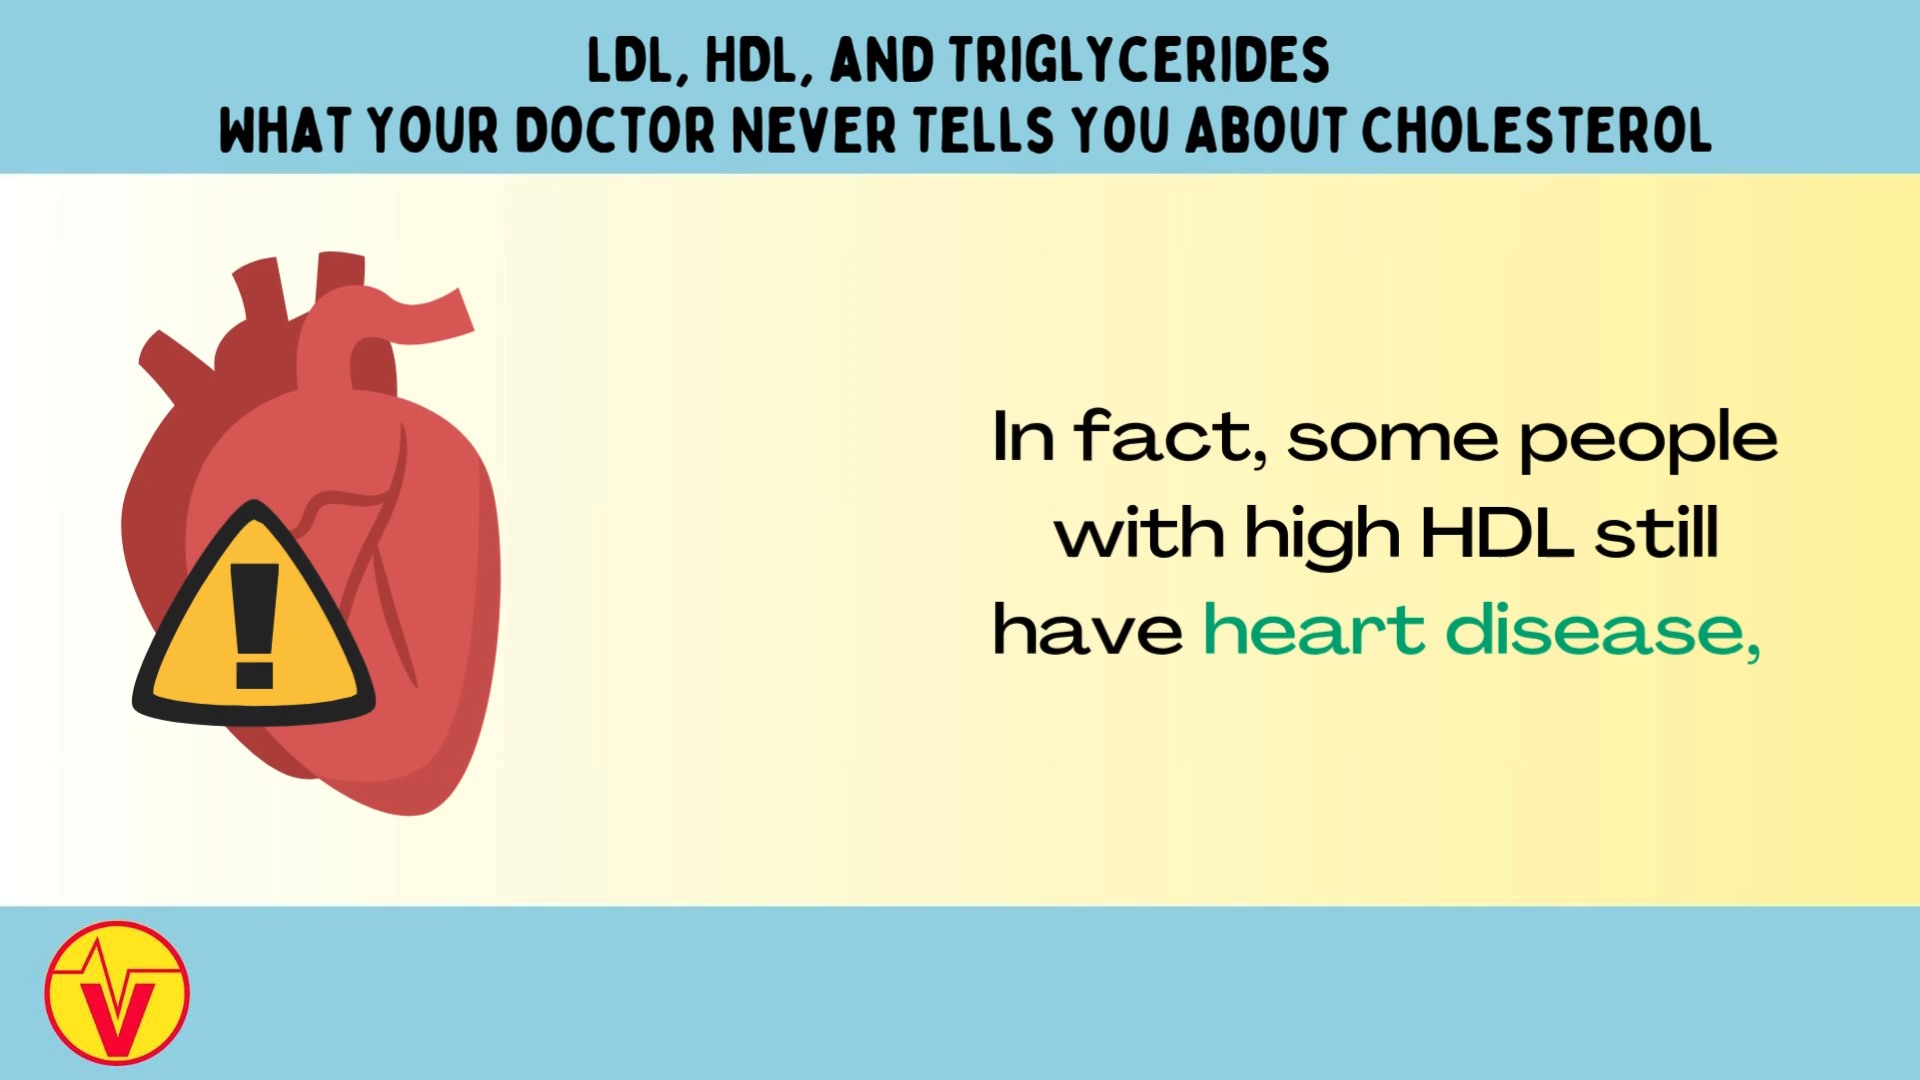 LDL, HDL, AND TRIGLYCERIDES
WHAT YOUR DOCTOR NEVER TELLS YOU ABOUT CHOLESTEROL
In fact, some people
with high HDL still
have heart disease,
V